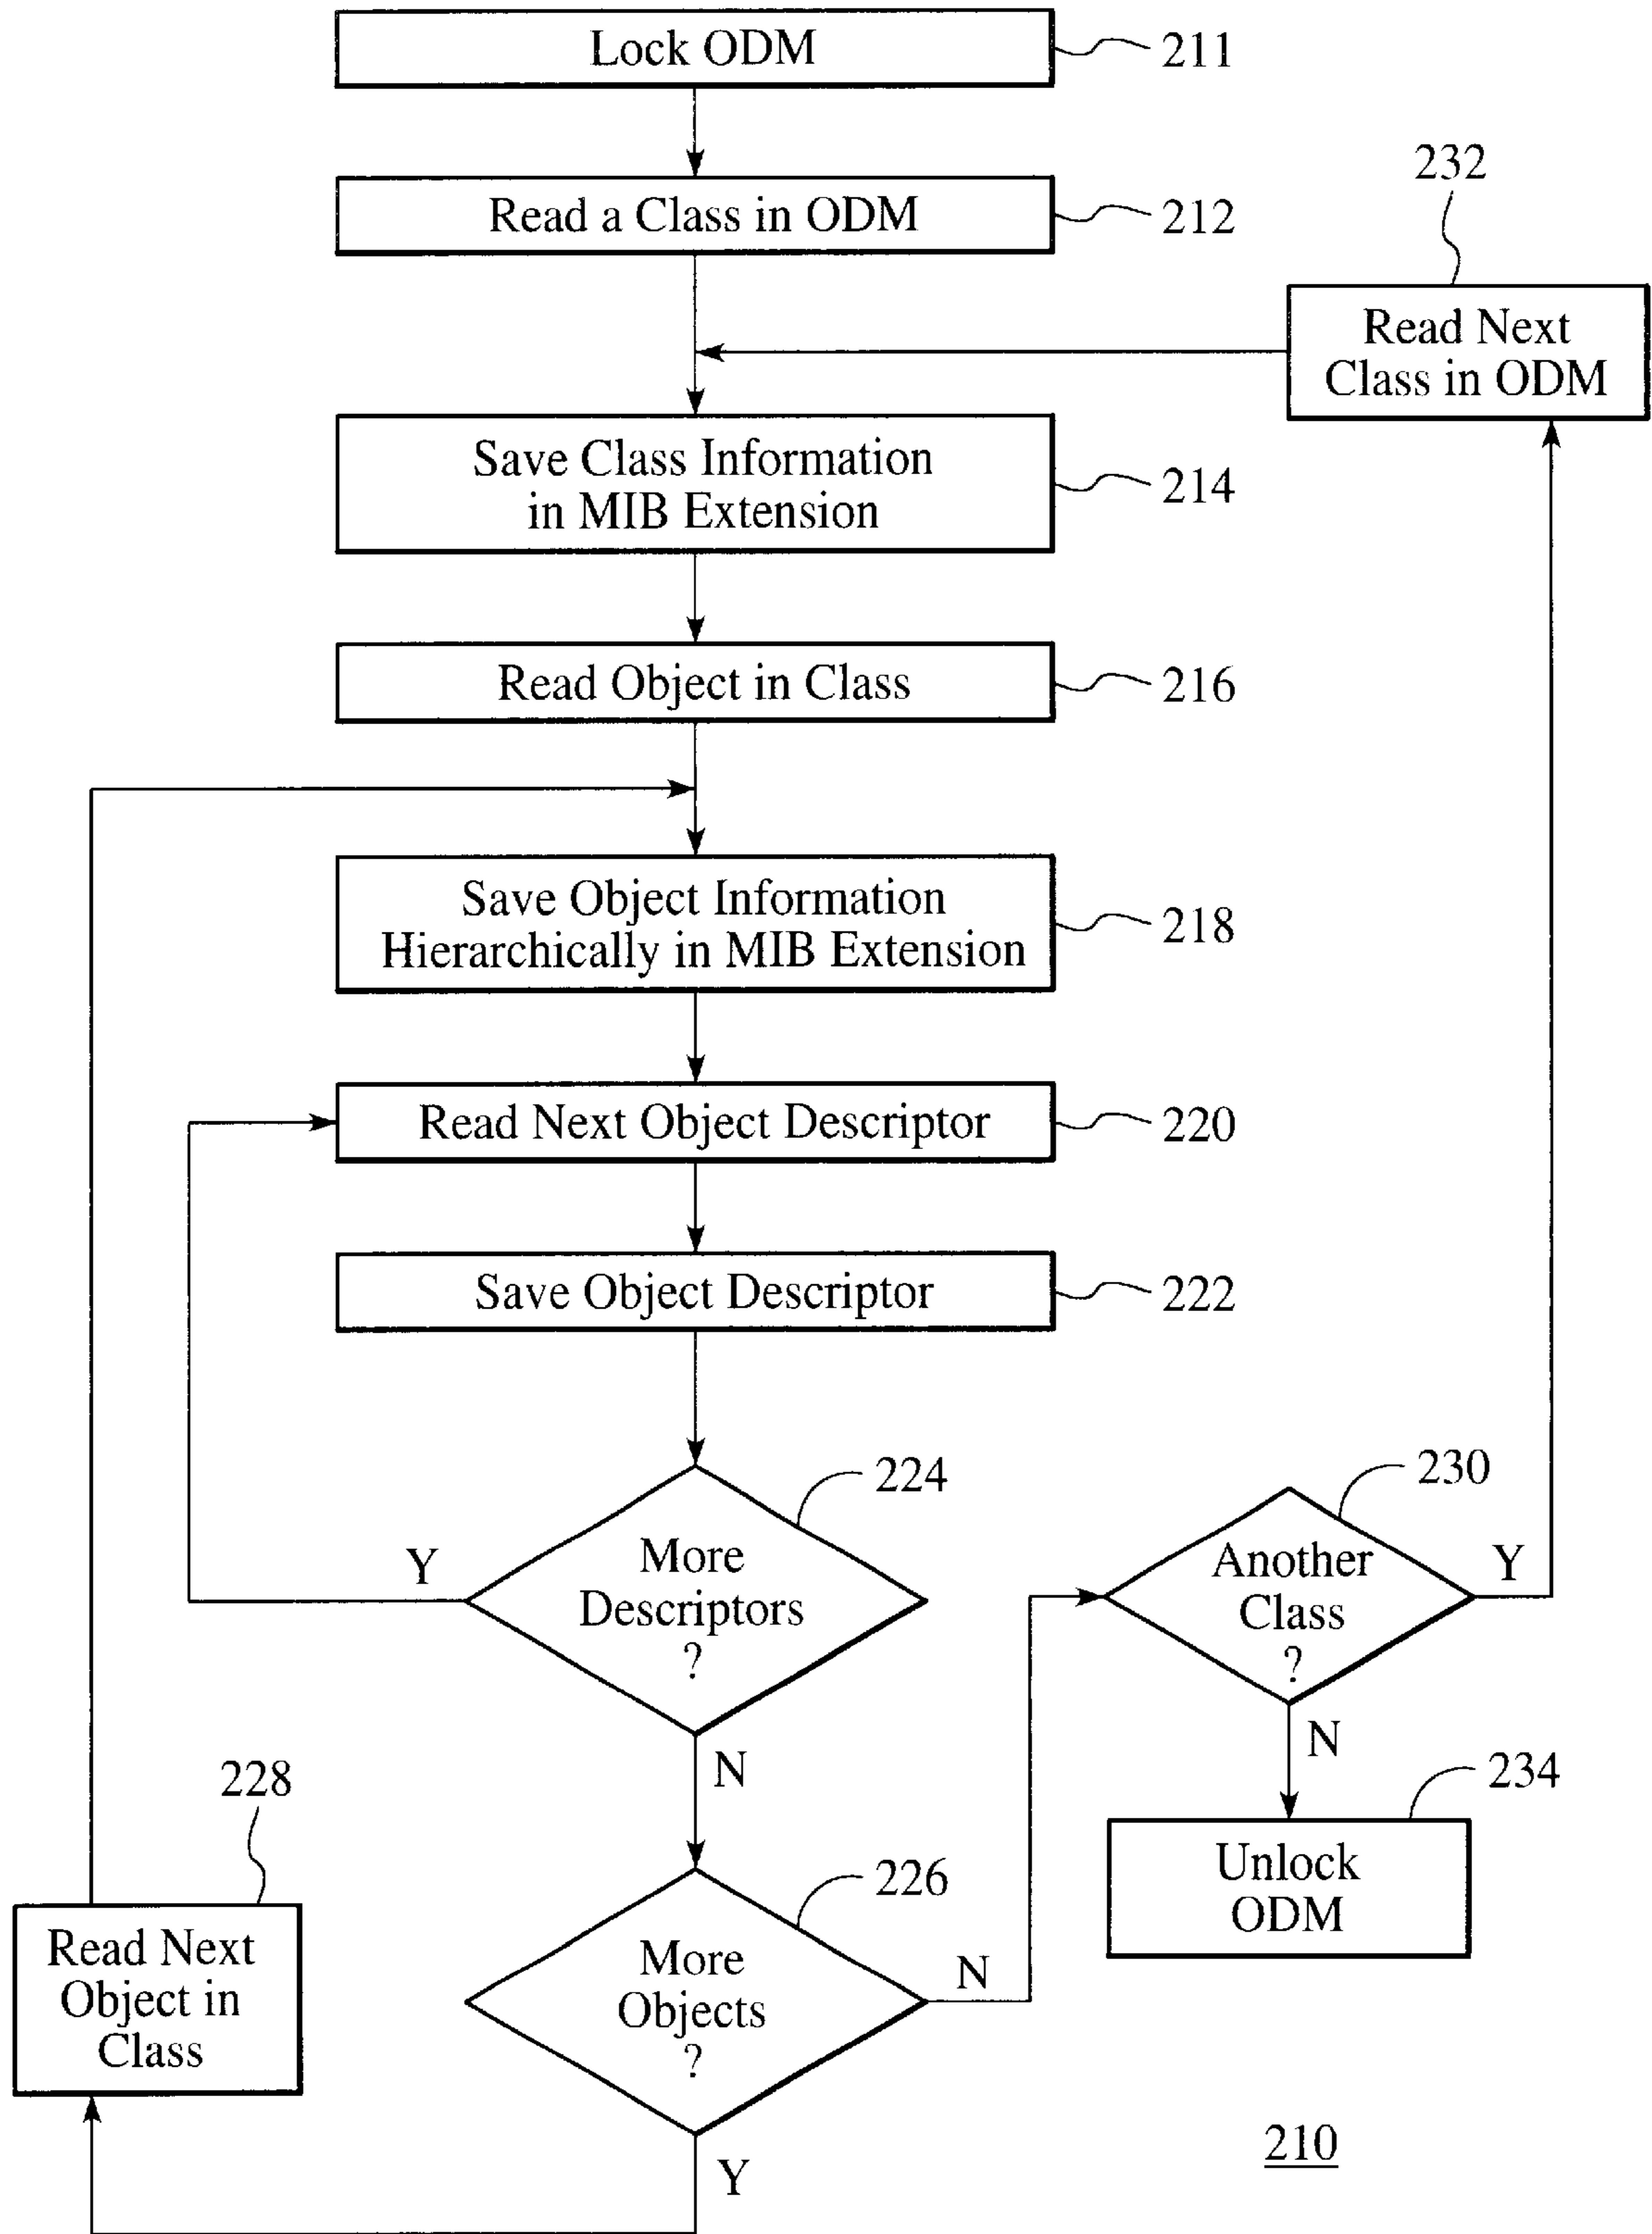 Lock ODM
211
Read a Class in ODM
212
232
Read Next
Class in ODM
Save Class Information
in MIB Extension
214
Read Object in Class
216
Save Object Information
Hierarchically in MIB Extension
218
Read Next Object Descriptor
220
Save Object Descriptor
222
224
More
Descriptors
?
Y
N
230
Another
Class
?
Y
N
234
Unlock
ODM
228
Read Next
Object in
Class
226
More
Objects
?
N
Y
210